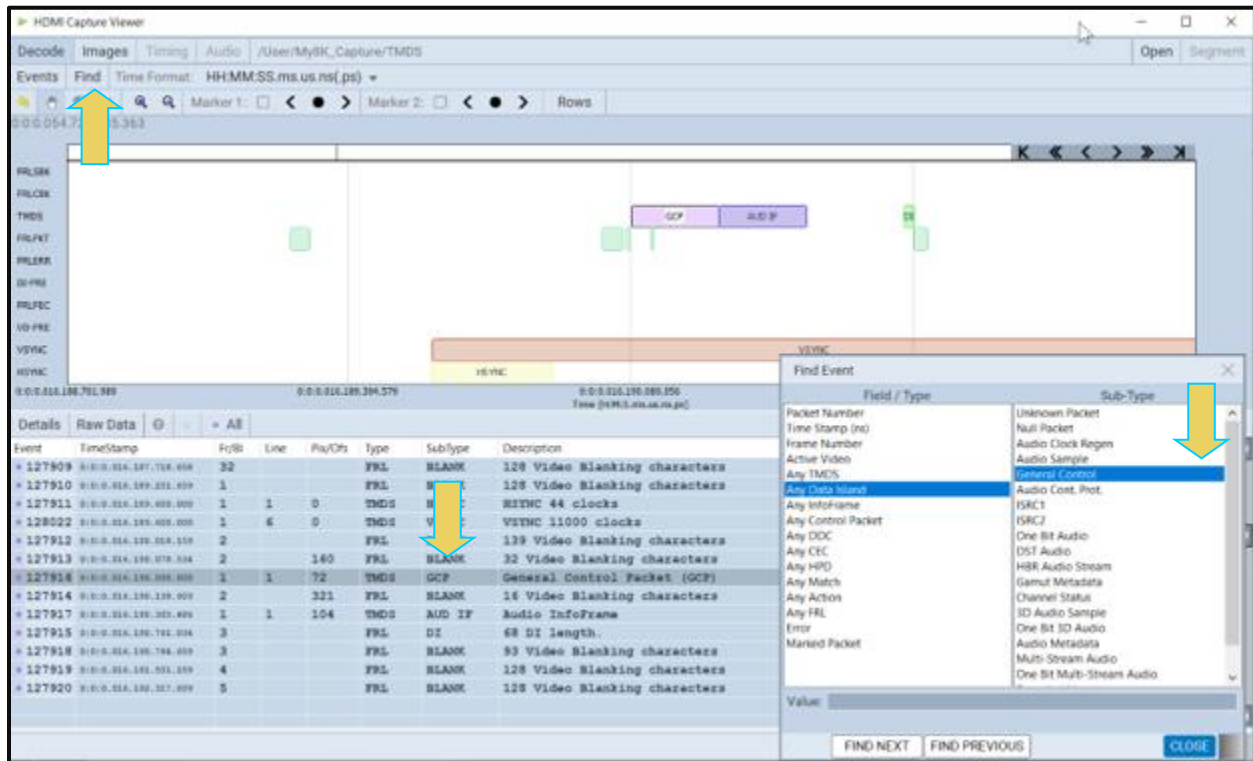 HDMI Capture Viewer
Decode Images Timing Audio /User/My8K_Capture/TMDS Open Segment
Events Find Time Format: HH:MM:SS.ms.us.ns(.ps)
Marker 1: Marker 2: Rows
FRLSBK
FRLCBK
TMDS GCP AUD IF DI
FRLPKT
FRLERR
DI-PRE
FRLFEC
VD-PRE
VSYNC VSYNC
HSYNC HSYNC
Time [H:M:S.ms.us.ns.ps]
Details Raw Data All
Event TimeStamp Fr/Bl Line Pix/Ofs Type SubType Description
127909 32 FRL BLANK 128 Video Blanking characters
127910 1 FRL 128 Video Blanking characters
127911 1 1 0 TMDS HSYNC 44 clocks
128022 1 6 0 TMDS VSYNC 11000 clocks
127912 2 FRL 139 Video Blanking characters
127913 2 160 FRL BLANK 32 Video Blanking characters
127916 1 1 72 TMDS GCP General Control Packet (GCP)
127914 2 321 FRL BLANK 16 Video Blanking characters
127917 1 1 104 TMDS AUD IF Audio InfoFrame
127915 3 FRL DI 68 DI length.
127918 3 FRL BLANK 93 Video Blanking characters
127919 4 FRL BLANK 128 Video Blanking characters
127920 5 FRL BLANK 128 Video Blanking characters
Find Event
Field / Type Sub-Type
Packet Number Unknown Packet
Time Stamp (ns) Null Packet
Frame Number Audio Clock Regen
Active Video Audio Sample
Any TMDS General Control
Any Data Island Audio Cont. Prot.
Any InfoFrame ISRC1
Any Control Packet ISRC2
Any DDC One Bit Audio
Any CEC DST Audio
Any HPD HBR Audio Stream
Any Match Gamut Metadata
Any Action Channel Status
Any FRL 3D Audio Sample
Error One Bit 3D Audio
Marked Packet Audio Metadata
Multi-Stream Audio
One Bit Multi-Stream Audio
Value:
FIND NEXT FIND PREVIOUS CLOSE